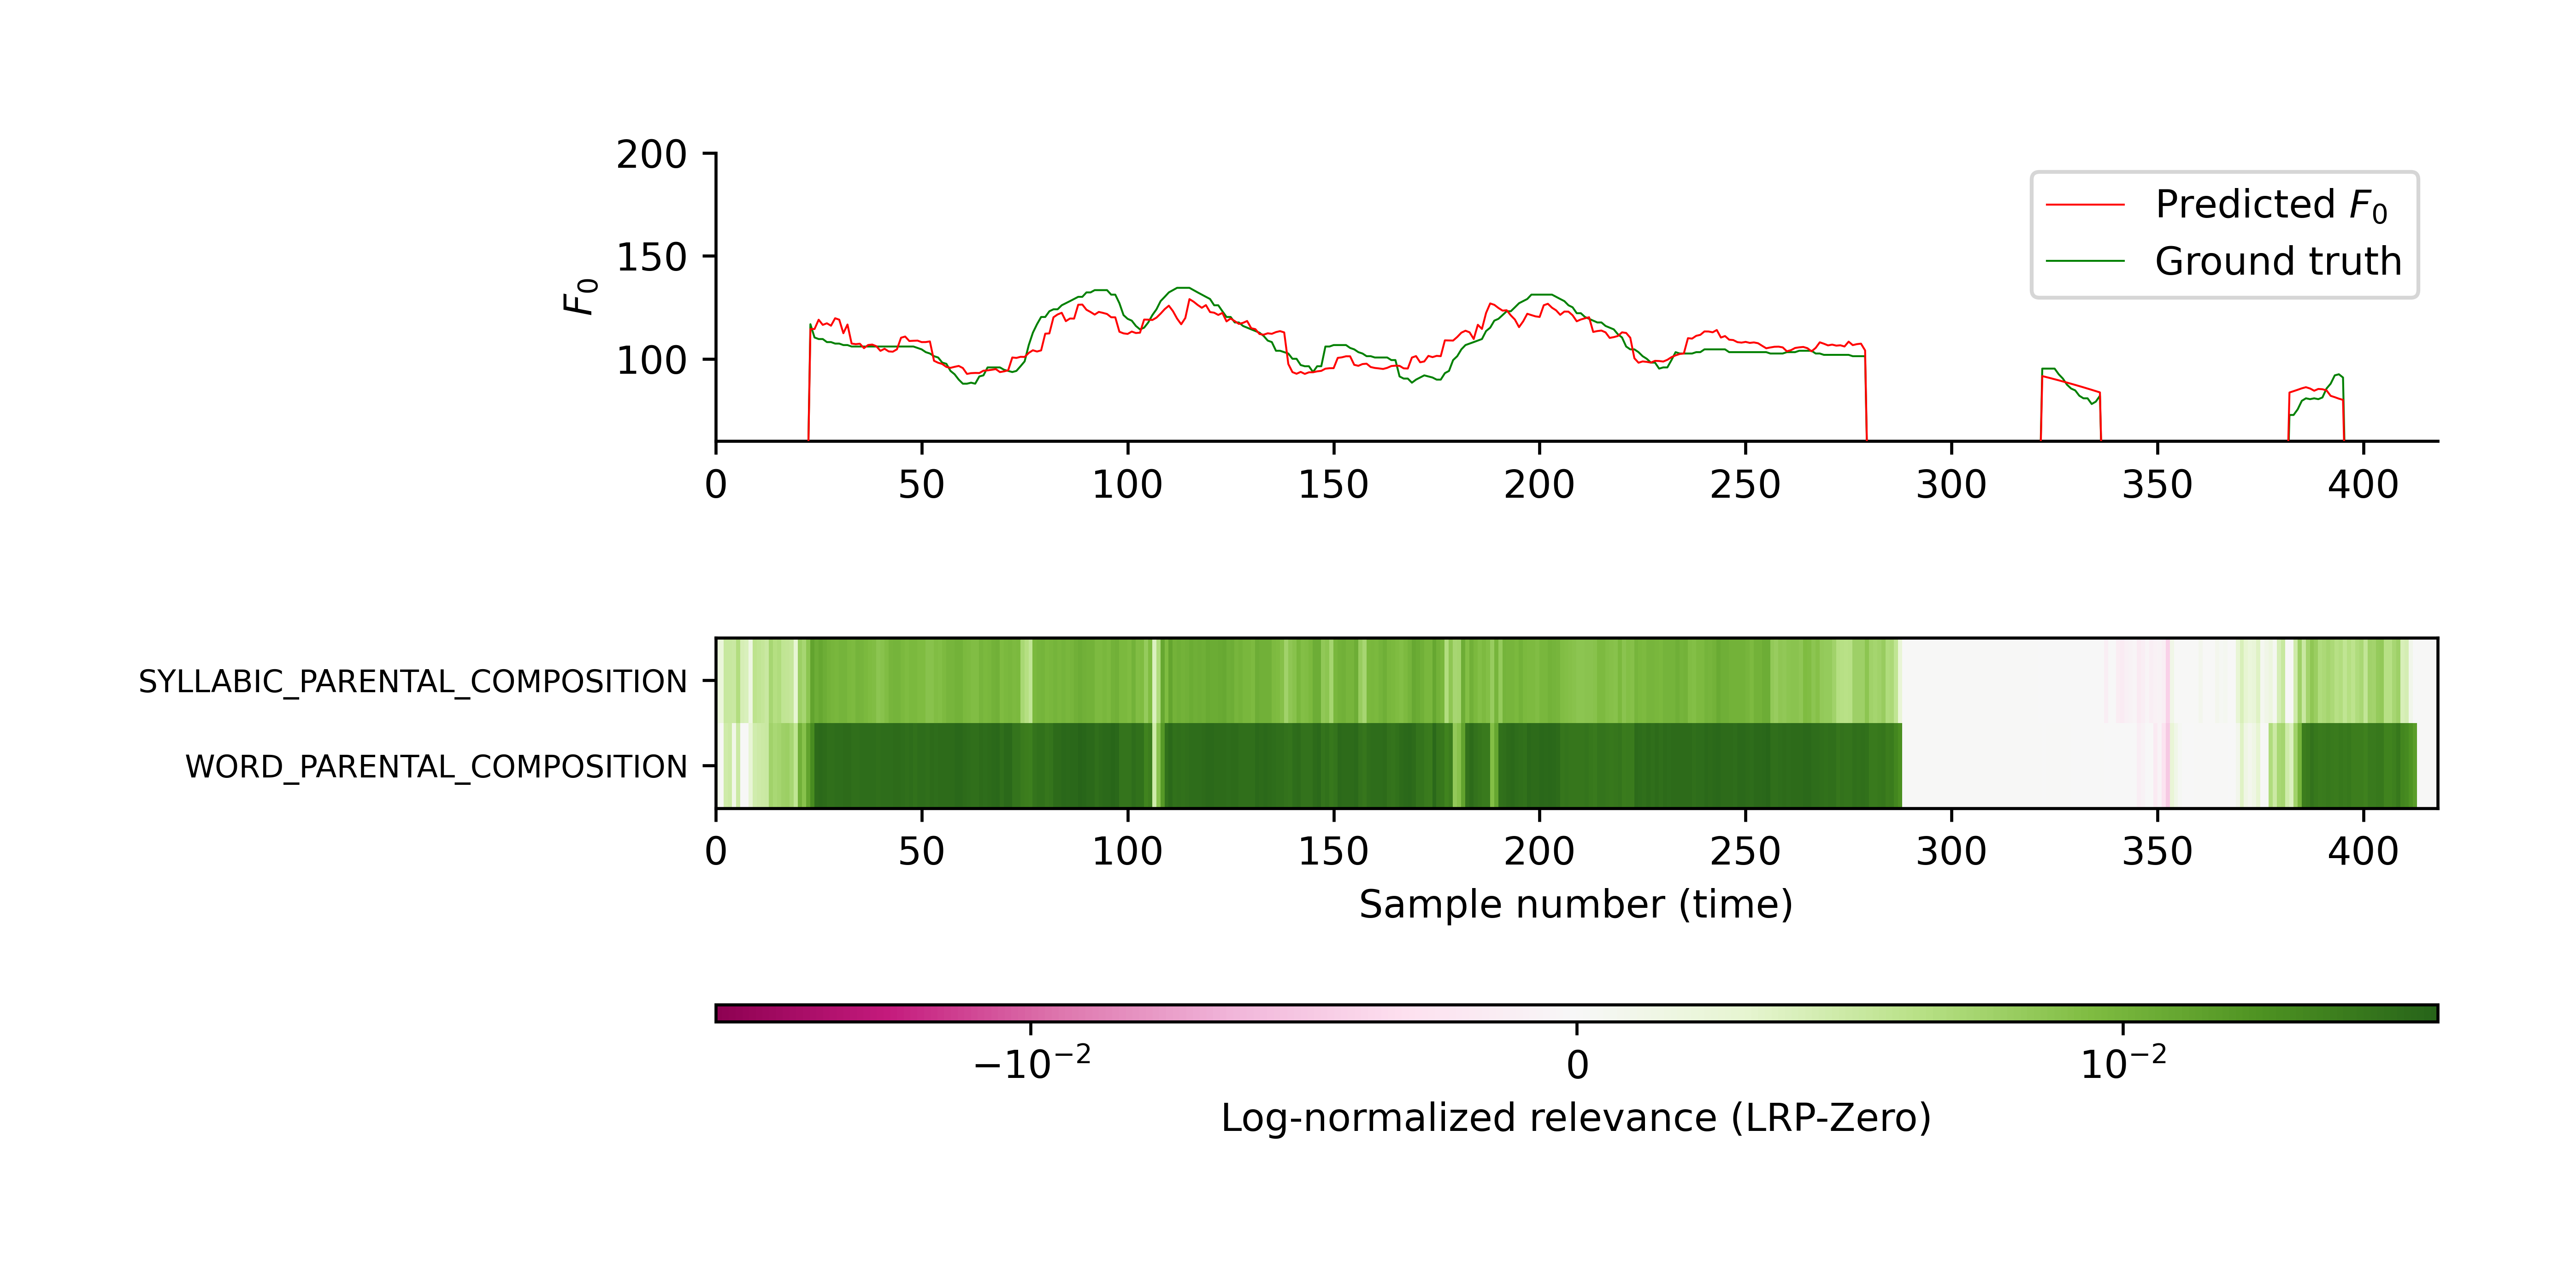 200
150
100
F₀
Predicted F₀
Ground truth
0 50 100 150 200 250 300 350 400
SYLLABIC_PARENTAL_COMPOSITION
WORD_PARENTAL_COMPOSITION
0 50 100 150 200 250 300 350 400
Sample number (time)
−10⁻² 0 10⁻²
Log-normalized relevance (LRP-Zero)